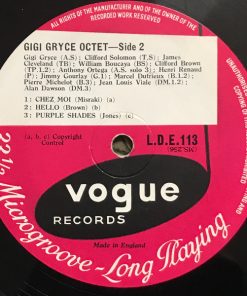 ALL RIGHTS OF THE MANUFACTURER AND OF THE OWNER OF THE
RECORDED WORK RESERVED
UNAUTHORISED
GIGI GRYCE OCTET—Side 2
Gigi Gryce (A.S); Clifford Solomon (T.S); James
Cleveland (TB); William Boucaya (BS); Clifford Brown
(TP.1.2); Anthony Ortega (A.S. solo 3); Henri Renaud
(P); Jimmy Gourlay (G.1); Marcel Dutrieux (B.1.2);
Pierre Michelot (B.3); Jean Louis Viale (DM.1.2);
Alan Dawson (DM.3)
1: CHEZ MOI (Misraki) (a)
2: HELLO (Brown) (b)
3: PURPLE SHADES (Jones) (c)
(a, b, c) Copyright
Control
L.D.E.113
vogue
RECORDS
Made in England
22½ Microgroove - Long Playing